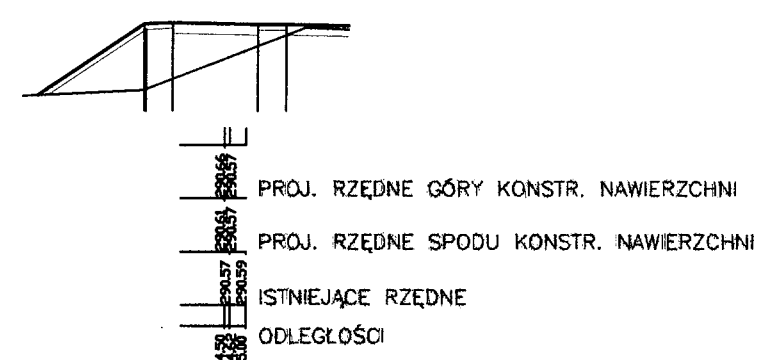 290.66
290.57
PROJ. RZĘDNE GÓRY KONSTR. NAWIERZCHNI
290.61
290.57
PROJ. RZĘDNE SPODU KONSTR. NAWIERZCHNI
290.57
290.59
ISTNIEJĄCE RZĘDNE
ODLEGŁOŚCI